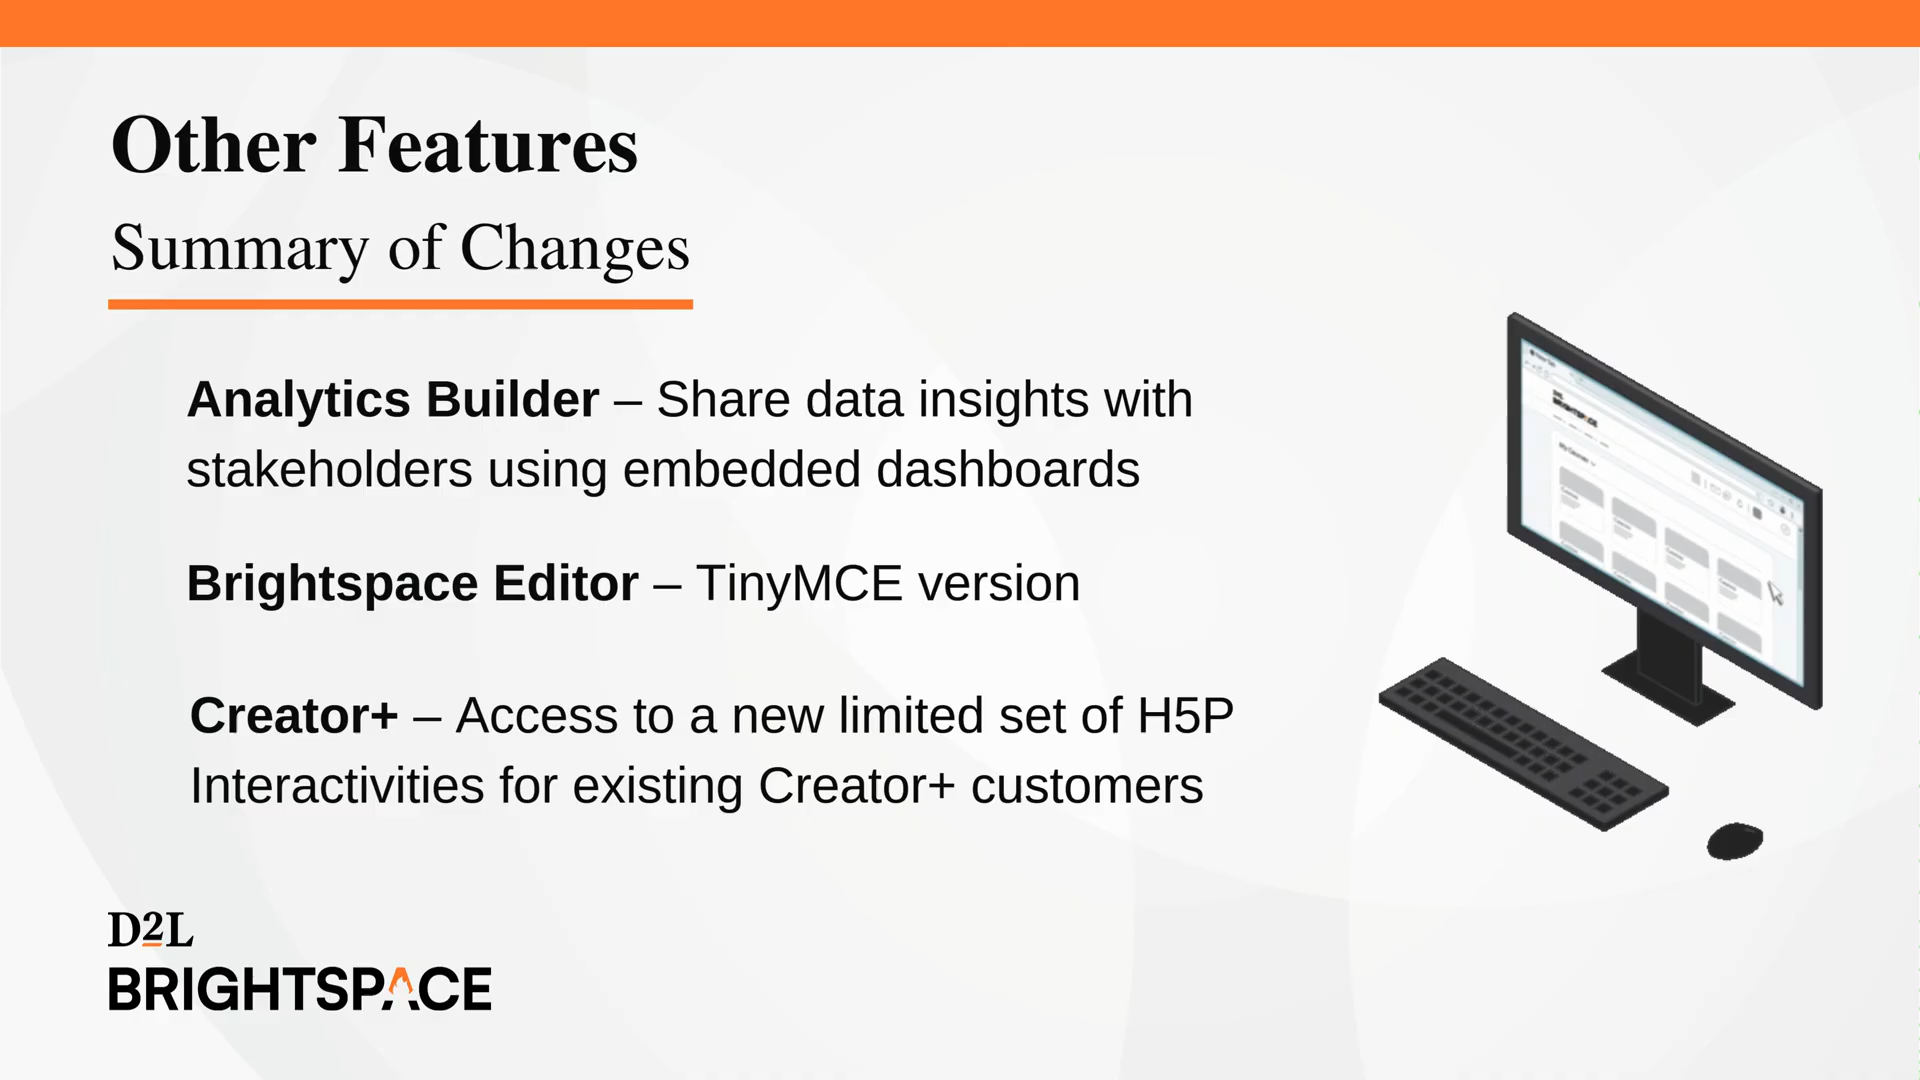 Other Features
Summary of Changes
Analytics Builder – Share data insights with
stakeholders using embedded dashboards
Brightspace Editor – TinyMCE version
Creator+ – Access to a new limited set of H5P
Interactivities for existing Creator+ customers
D2L
BRIGHTSPACE